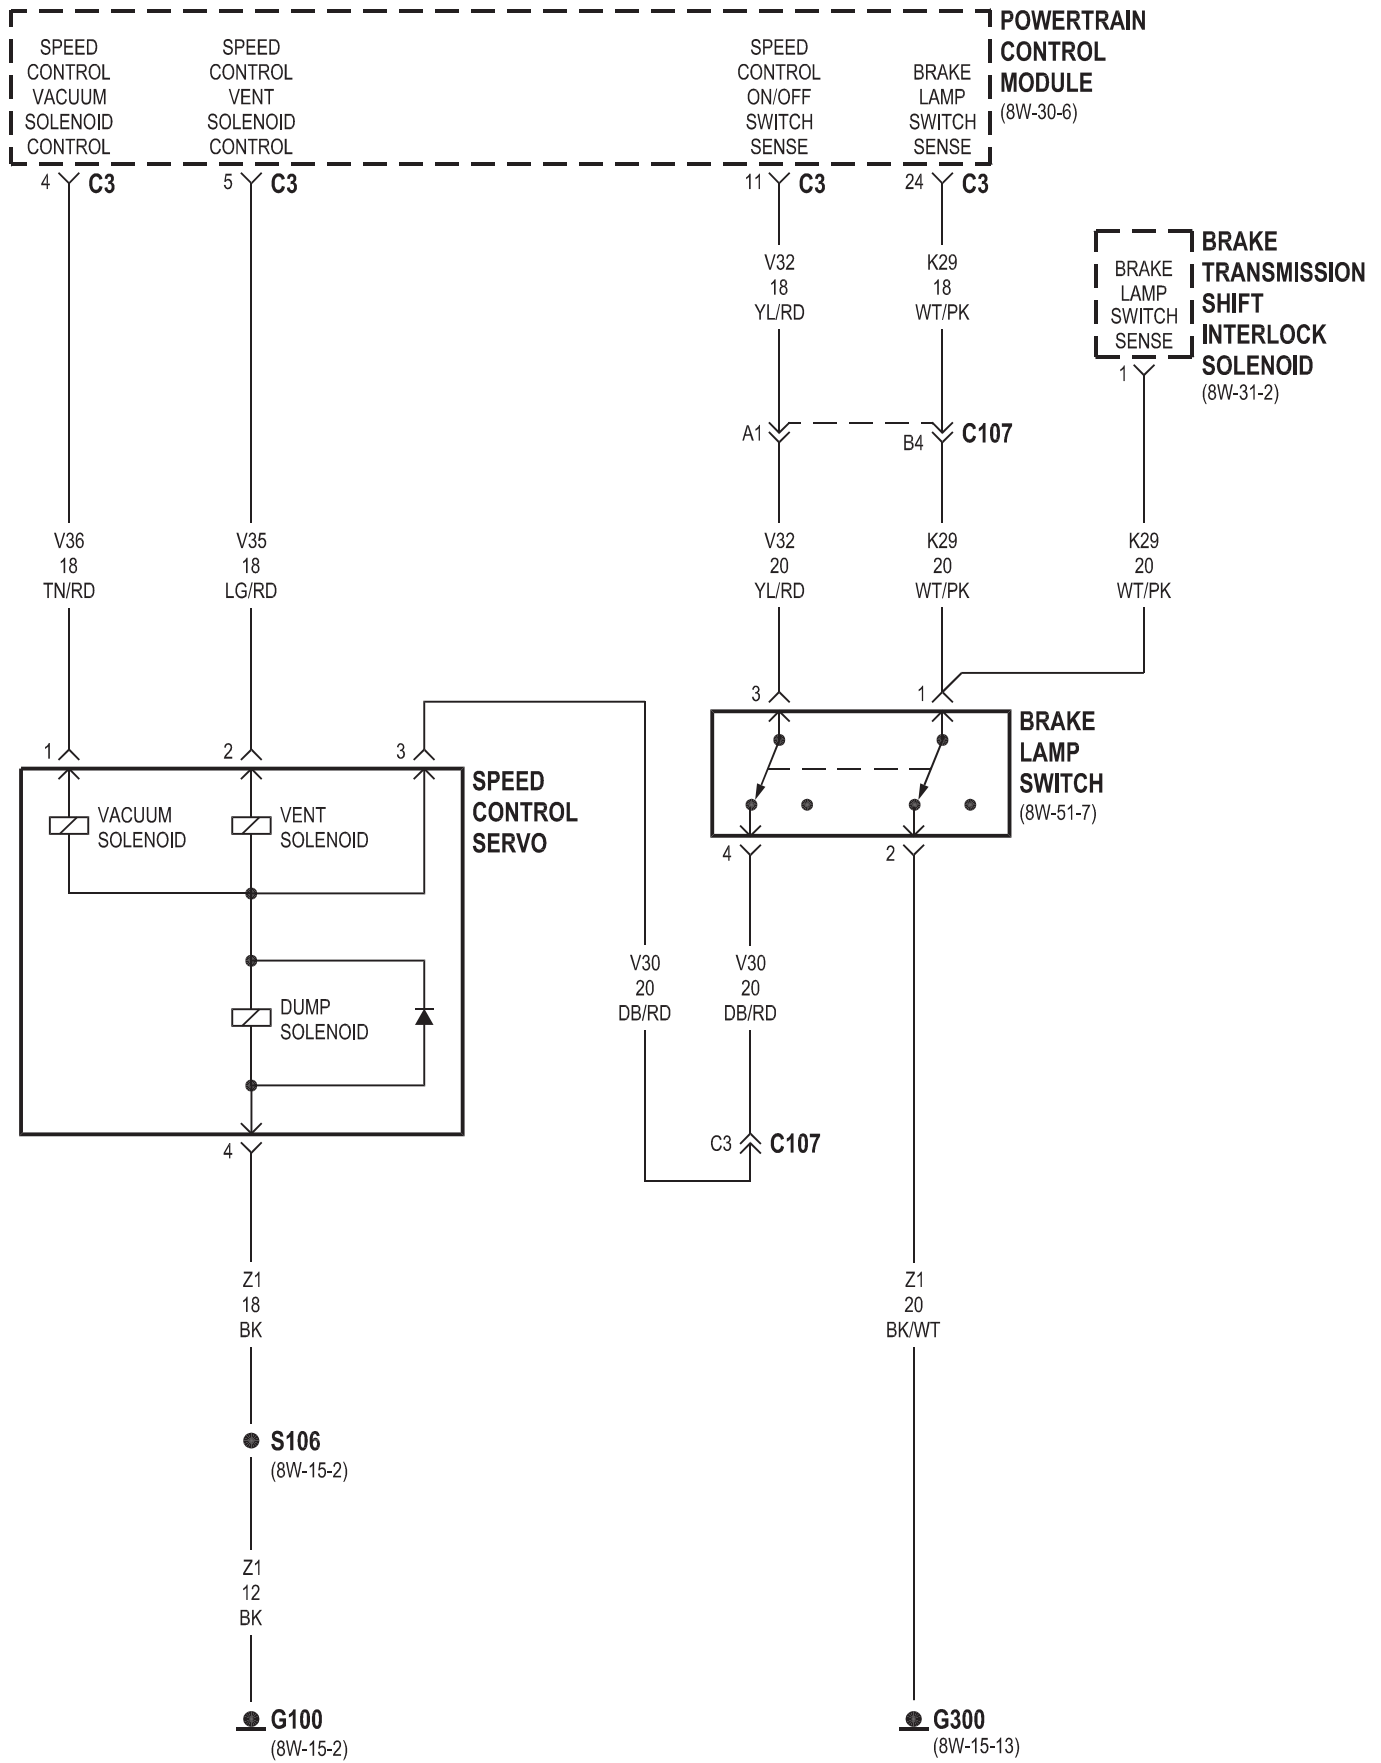 SPEED
CONTROL
VACUUM
SOLENOID
CONTROL
SPEED
CONTROL
VENT
SOLENOID
CONTROL
SPEED
CONTROL
ON/OFF
SWITCH
SENSE
BRAKE
LAMP
SWITCH
SENSE
POWERTRAIN
CONTROL
MODULE
(8W-30-6)
4 C3
5 C3
11 C3
24 C3
BRAKE
LAMP
SWITCH
SENSE
BRAKE
TRANSMISSION
SHIFT
INTERLOCK
SOLENOID
(8W-31-2)
1
V32
18
YL/RD
K29
18
WT/PK
A1
B4
C107
V36
18
TN/RD
V35
18
LG/RD
V32
20
YL/RD
K29
20
WT/PK
K29
20
WT/PK
3
1
BRAKE
LAMP
SWITCH
(8W-51-7)
4
2
1
2
3
SPEED
CONTROL
SERVO
VACUUM
SOLENOID
VENT
SOLENOID
DUMP
SOLENOID
4
V30
20
DB/RD
V30
20
DB/RD
C3 C107
Z1
18
BK
Z1
20
BK/WT
S106
(8W-15-2)
Z1
12
BK
G100
(8W-15-2)
G300
(8W-15-13)